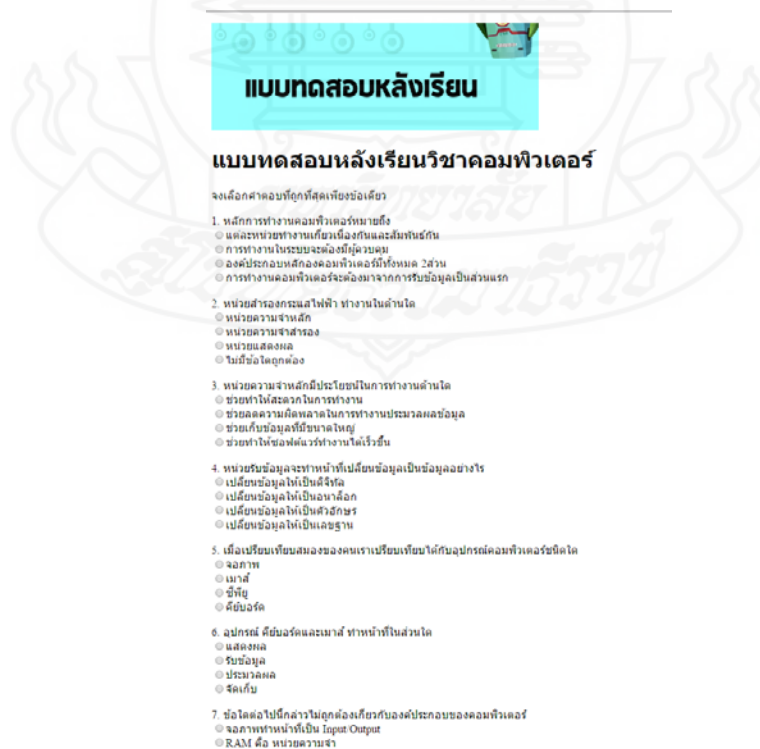 แบบทดสอบหลังเรียน
แบบทดสอบหลังเรียนวิชาคอมพิวเตอร์
จงเลือกคำตอบที่ถูกที่สุดเพียงข้อเดียว
1. หลักการทำงานคอมพิวเตอร์หมายถึง
แต่ละหน่วยทำงานเกี่ยวเนื่องกันและสัมพันธ์กัน
การทำงานในระบบจะต้องมีผู้ควบคุม
องค์ประกอบหลักองคอมพิวเตอร์มีทั้งหมด 2ส่วน
การทำงานคอมพิวเตอร์จะต้องมาจากการรับข้อมูลเป็นส่วนแรก
2. หน่วยสำรองกระแสไฟฟ้า ทำงานในด้านใด
หน่วยความจำหลัก
หน่วยความจำสำรอง
หน่วยแสดงผล
ไม่มีข้อใดถูกต้อง
3. หน่วยความจำหลักมีประโยชน์ในการทำงานด้านใด
ช่วยทำให้สะดวกในการทำงาน
ช่วยลดความผิดพลาดในการทำงานประมวลผลข้อมูล
ช่วยเก็บข้อมูลที่มีขนาดใหญ่
ช่วยทำให้ซอฟต์แวร์ทำงานได้เร็วขึ้น
4. หน่วยรับข้อมูลจะทำหน้าที่เปลี่ยนข้อมูลเป็นข้อมูลอย่างไร
เปลี่ยนข้อมูลให้เป็นดิจิทัล
เปลี่ยนข้อมูลให้เป็นอนาล็อก
เปลี่ยนข้อมูลให้เป็นตัวอักษร
เปลี่ยนข้อมูลให้เป็นเลขฐาน
5. เมื่อเปรียบเทียบสมองของคนเราเปรียบเทียบได้กับอุปกรณ์คอมพิวเตอร์ชนิดใด
จอภาพ
เมาส์
ซีพียู
คีย์บอร์ด
6. อุปกรณ์ คีย์บอร์ดและเมาส์ ทำหน้าที่ในส่วนใด
แสดงผล
รับข้อมูล
ประมวลผล
จัดเก็บ
7. ข้อใดต่อไปนี้กล่าวไม่ถูกต้องเกี่ยวกับองค์ประกอบของคอมพิวเตอร์
จอภาพทำหน้าที่เป็น Input/Output
RAM คือ หน่วยความจำ